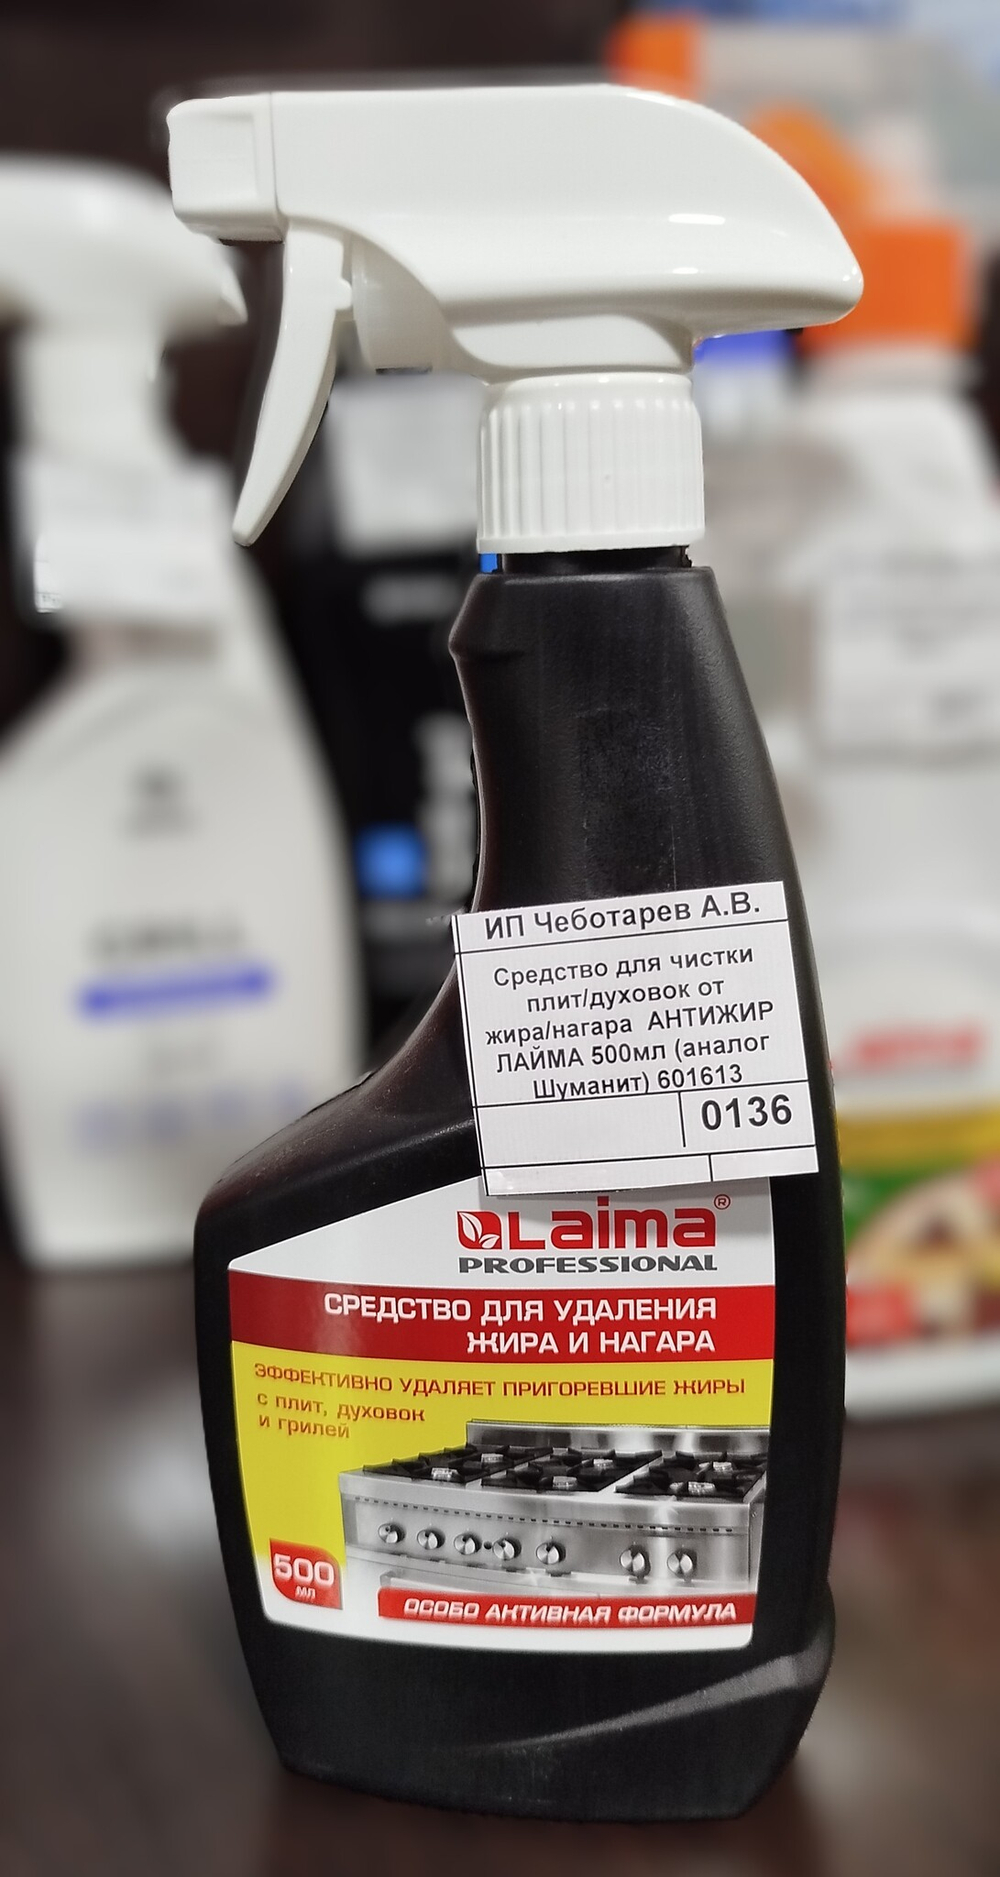 ИП Чеботарев А.В.
Средство для чистки
плит/духовок от
жира/нагара АНТИЖИР
ЛАЙМА 500мл (аналог
Шуманит) 601613
0136
Laima®
PROFESSIONAL
СРЕДСТВО ДЛЯ УДАЛЕНИЯ
ЖИРА И НАГАРА
ЭФФЕКТИВНО УДАЛЯЕТ ПРИГОРЕВШИЕ ЖИРЫ
с плит, духовок
и грилей
500
мл
ОСОБО АКТИВНАЯ ФОРМУЛА